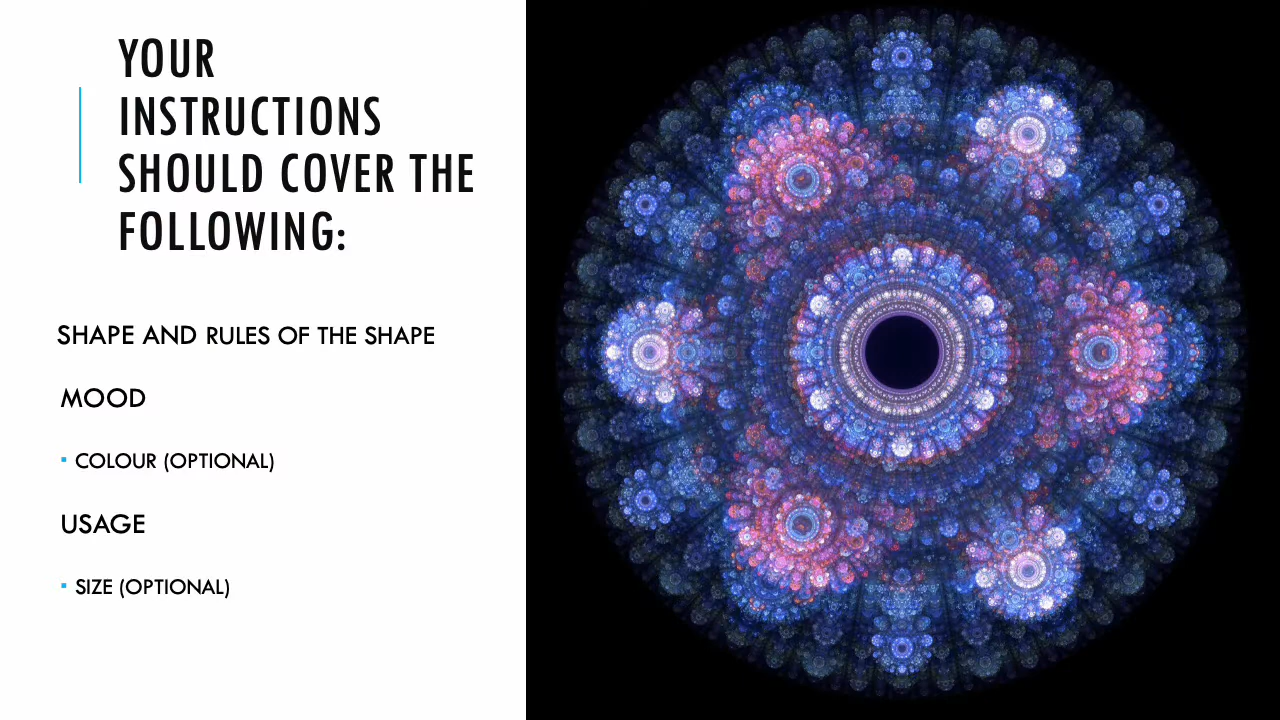 YOUR
INSTRUCTIONS
SHOULD COVER THE
FOLLOWING:
SHAPE AND RULES OF THE SHAPE
MOOD
▪ COLOUR (OPTIONAL)
USAGE
▪ SIZE (OPTIONAL)